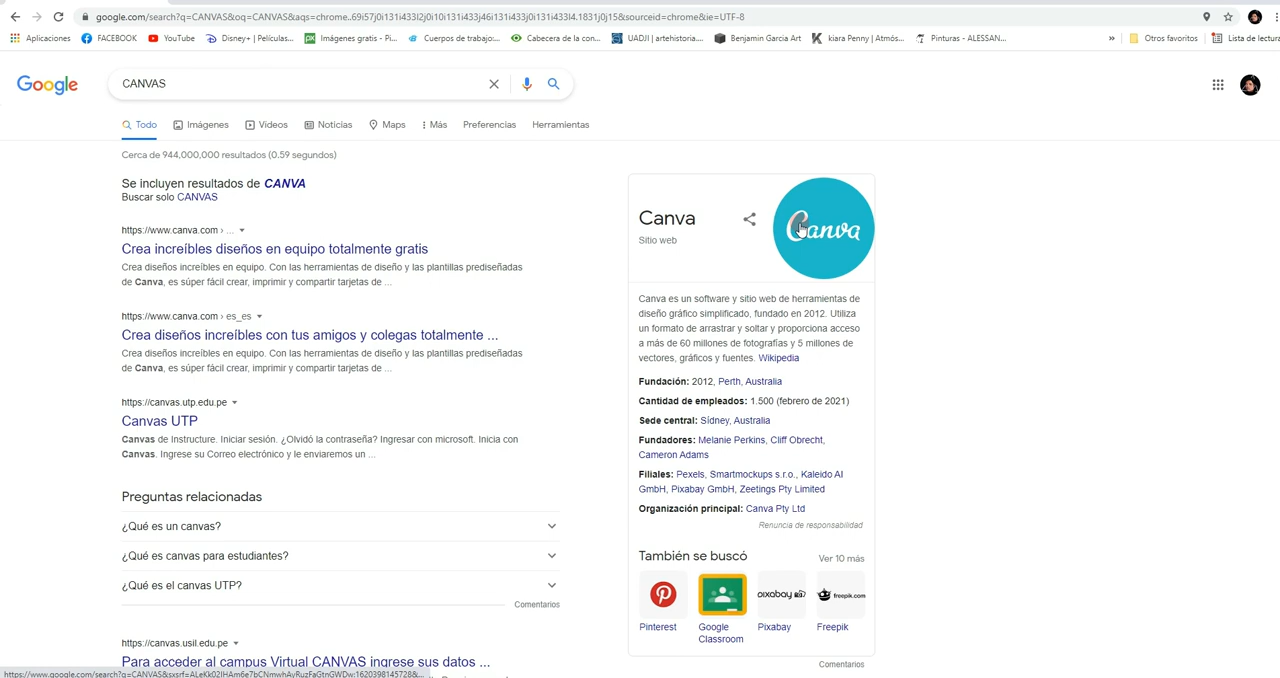 google.com/search?q=CANVAS&oq=CANVAS&aqs=chrome..69i57j0i131i433l2j0i10i131i433j46i131i433j0i131i433l4.1831j0j15&sourceid=chrome&ie=UTF-8
Aplicaciones FACEBOOK YouTube Disney+ | Películas... Imágenes gratis - Pi... Cuerpos de trabajo:... Cabecera de la con... UADJ | artehistoria.... Benjamin Garcia Art kiara Penny | Atmós... Pinturas - ALESSAN... » Otros favoritos Lista de lectura
Google CANVAS
Todo Imágenes Videos Noticias Maps Más Preferencias Herramientas
Cerca de 944,000,000 resultados (0.59 segundos)
Se incluyen resultados de CANVA
Buscar solo CANVAS
https://www.canva.com › ...
Crea increíbles diseños en equipo totalmente gratis
Crea diseños increíbles en equipo. Con las herramientas de diseño y las plantillas prediseñadas
de Canva, es súper fácil crear, imprimir y compartir tarjetas de ...
https://www.canva.com › es_es
Crea diseños increíbles con tus amigos y colegas totalmente ...
Crea diseños increíbles en equipo. Con las herramientas de diseño y las plantillas prediseñadas
de Canva, es súper fácil crear, imprimir y compartir tarjetas de ...
https://canvas.utp.edu.pe
Canvas UTP
Canvas de Instructure. Iniciar sesión. ¿Olvidó la contraseña? Ingresar con microsoft. Inicia con
Canvas. Ingrese su Correo electrónico y le enviaremos un ...
Preguntas relacionadas
¿Qué es un canvas?
¿Qué es canvas para estudiantes?
¿Qué es el canvas UTP?
Comentarios
https://canvas.usil.edu.pe
Para acceder al campus Virtual CANVAS ingrese sus datos ...
Canva
Sitio web
Canva
Canva es un software y sitio web de herramientas de
diseño gráfico simplificado, fundado en 2012. Utiliza
un formato de arrastrar y soltar y proporciona acceso
a más de 60 millones de fotografías y 5 millones de
vectores, gráficos y fuentes. Wikipedia
Fundación: 2012, Perth, Australia
Cantidad de empleados: 1.500 (febrero de 2021)
Sede central: Sídney, Australia
Fundadores: Melanie Perkins, Cliff Obrecht,
Cameron Adams
Filiales: Pexels, Smartmockups s.r.o., Kaleido AI
GmbH, Pixabay GmbH, Zeetings Pty Limited
Organización principal: Canva Pty Ltd
Renuncia de responsabilidad
También se buscó Ver 10 más
pixabay freepik.com
Pinterest Google Pixabay Freepik
Classroom
Comentarios